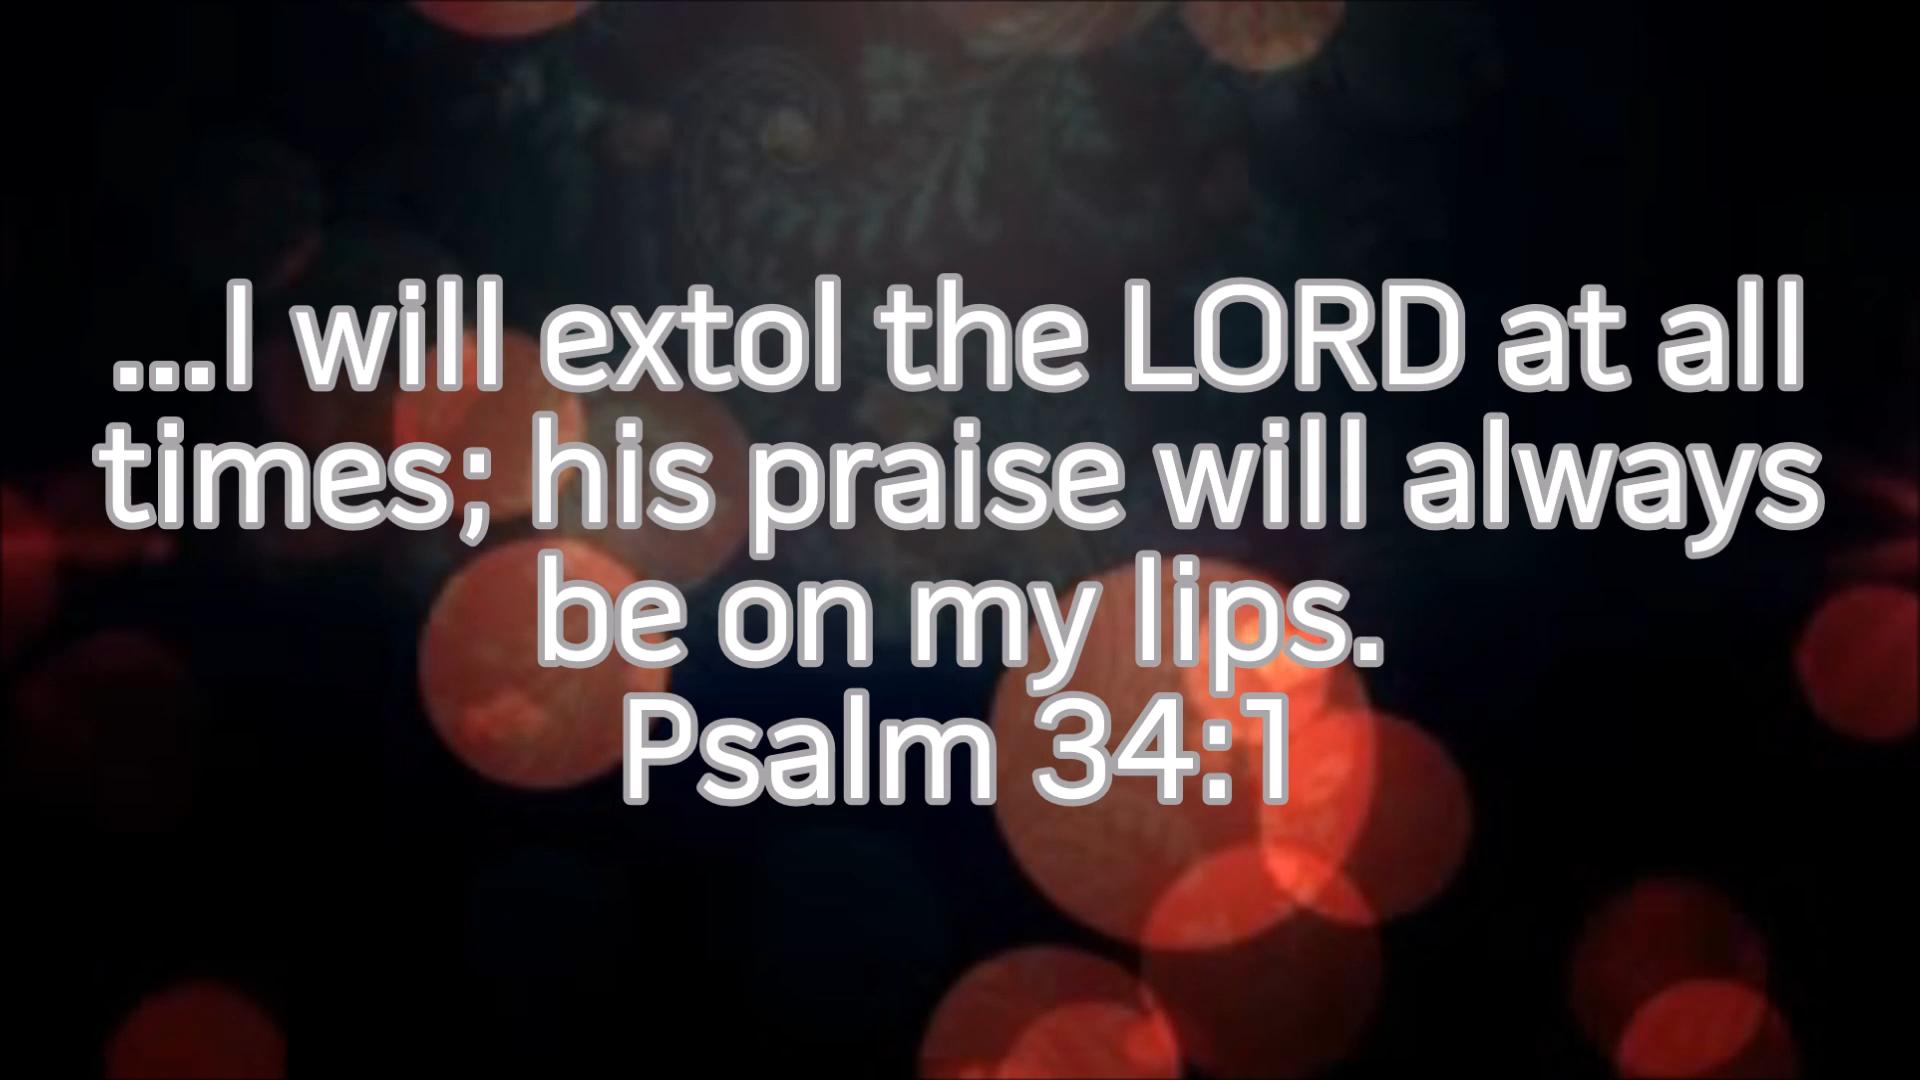 ...I will extol the LORD at all
times; his praise will always
be on my lips.
Psalm 34:1